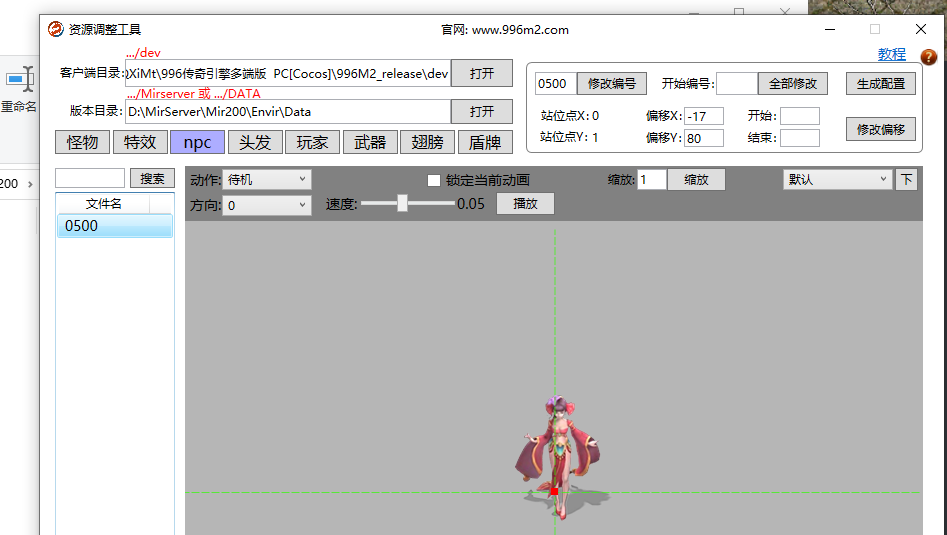 资源调整工具
官网: www.996m2.com
.../dev
教程
客户端目录:
XiMt\996传奇引擎多端版 PC[Cocos]\996M2_release\dev
打开
.../Mirserver 或 .../DATA
版本目录:
D:\MirServer\Mir200\Envir\Data
打开
0500
修改编号
开始编号:
全部修改
生成配置
站位点X: 0
偏移X: -17
开始:
站位点Y: 1
偏移Y: 80
结束:
修改偏移
重命名
怪物
特效
npc
头发
玩家
武器
翅膀
盾牌
200
搜索
动作: 待机
锁定当前动画
缩放: 1
缩放
默认
下
方向: 0
速度:
0.05
播放
文件名
0500